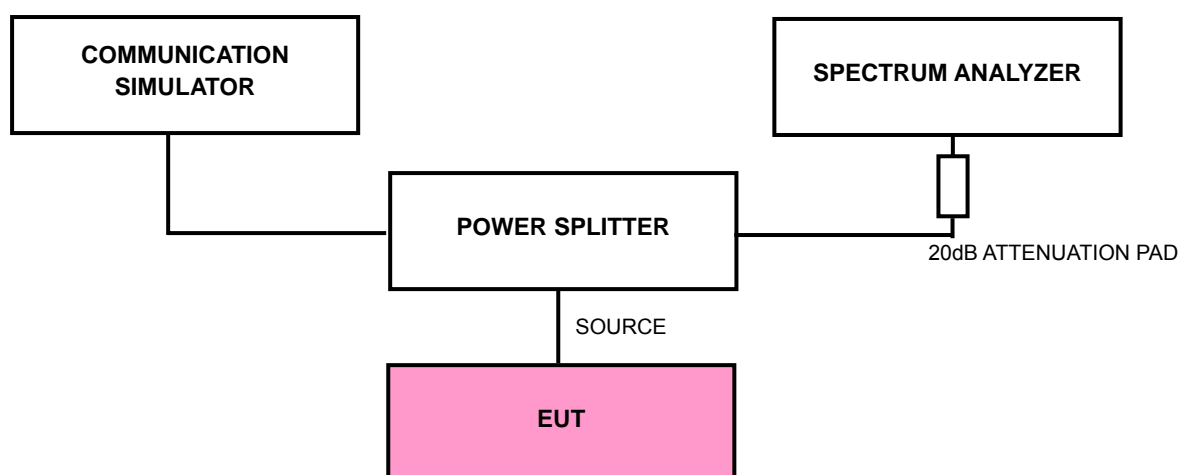 COMMUNICATION
SIMULATOR
SPECTRUM ANALYZER
POWER SPLITTER
20dB ATTENUATION PAD
SOURCE
EUT